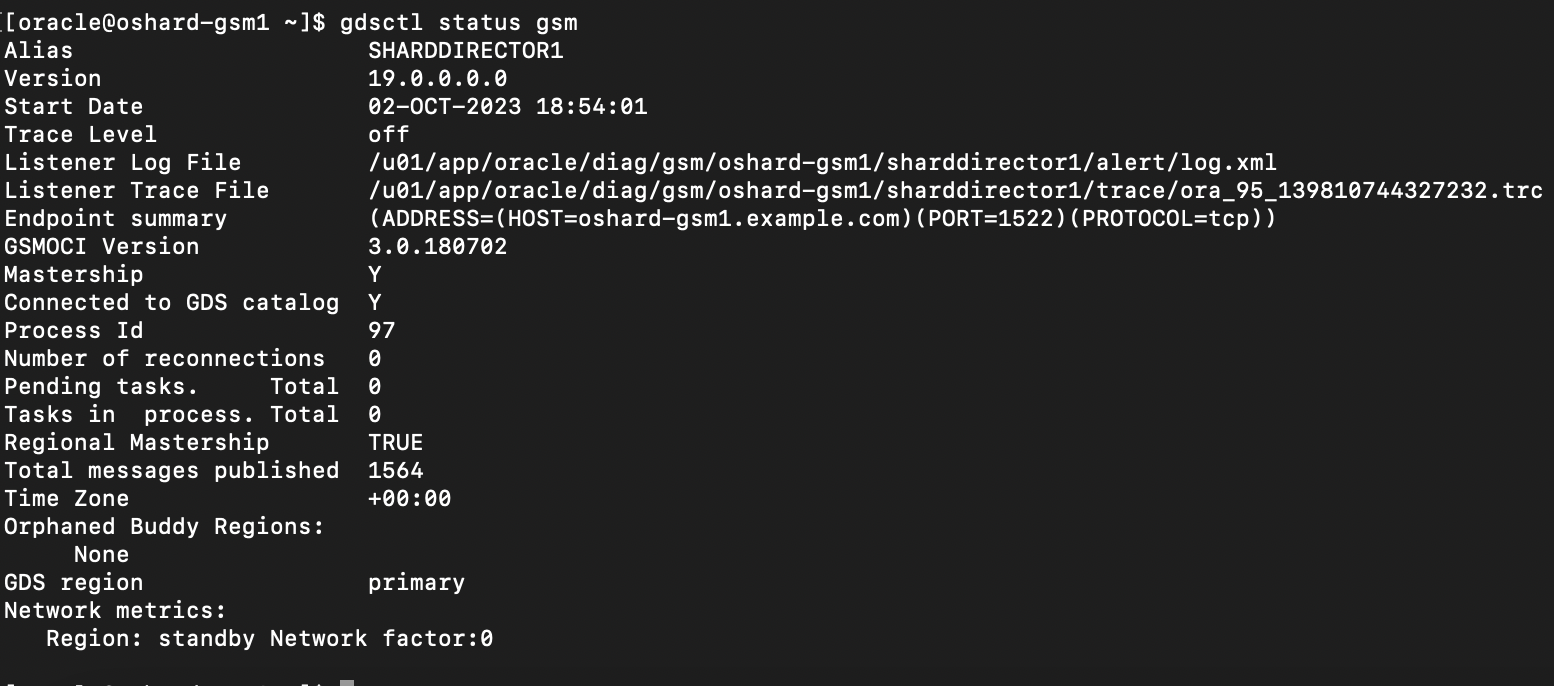 [[oracle@oshard-gsm1 ~]$ gdsctl status gsm
Alias                     SHARDDIRECTOR1
Version                   19.0.0.0.0
Start Date                02-OCT-2023 18:54:01
Trace Level               off
Listener Log File         /u01/app/oracle/diag/gsm/oshard-gsm1/sharddirector1/alert/log.xml
Listener Trace File       /u01/app/oracle/diag/gsm/oshard-gsm1/sharddirector1/trace/ora_95_139810744327232.trc
Endpoint summary          (ADDRESS=(HOST=oshard-gsm1.example.com)(PORT=1522)(PROTOCOL=tcp))
GSMOCI Version            3.0.180702
Mastership                Y
Connected to GDS catalog  Y
Process Id                97
Number of reconnections   0
Pending tasks.     Total  0
Tasks in  process. Total  0
Regional Mastership       TRUE
Total messages published  1564
Time Zone                 +00:00
Orphaned Buddy Regions:
     None
GDS region                primary
Network metrics:
   Region: standby Network factor:0